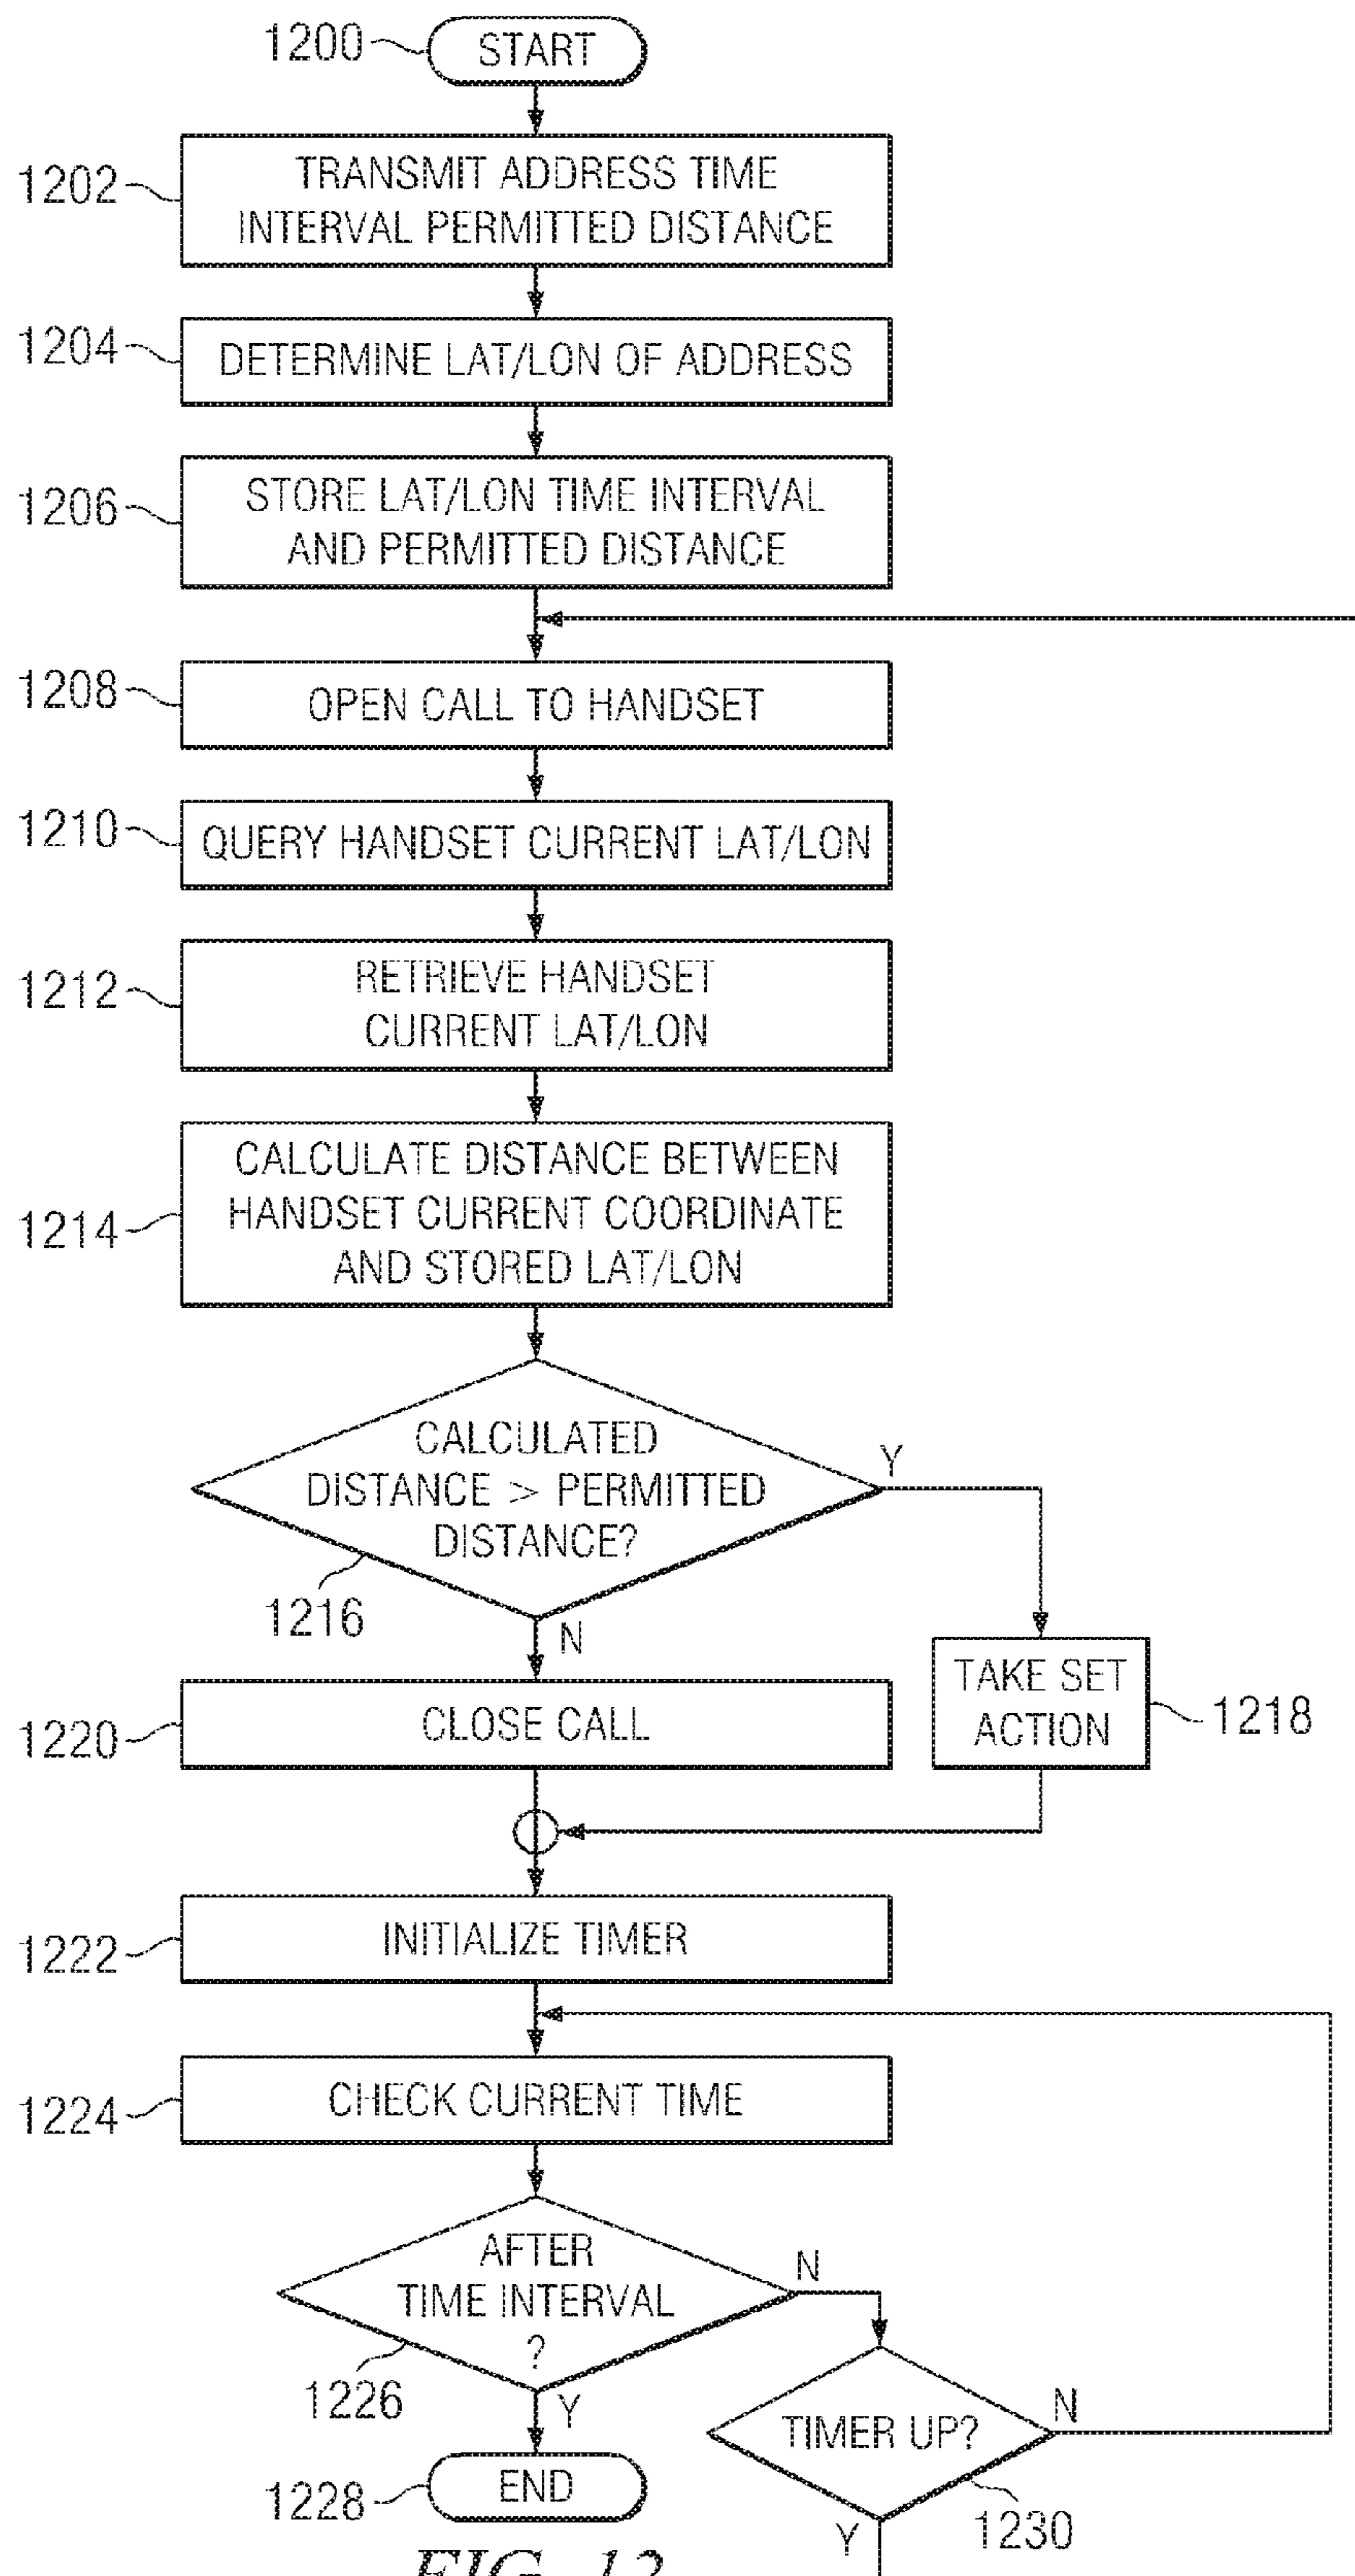 1200
START
1202
TRANSMIT ADDRESS TIME
INTERVAL PERMITTED DISTANCE
1204
DETERMINE LAT/LON OF ADDRESS
1206
STORE LAT/LON TIME INTERVAL
AND PERMITTED DISTANCE
1208
OPEN CALL TO HANDSET
1210
QUERY HANDSET CURRENT LAT/LON
1212
RETRIEVE HANDSET
CURRENT LAT/LON
1214
CALCULATE DISTANCE BETWEEN
HANDSET CURRENT COORDINATE
AND STORED LAT/LON
CALCULATED
DISTANCE > PERMITTED
DISTANCE?
Y
1216
N
TAKE SET
ACTION
1218
1220
CLOSE CALL
1222
INITIALIZE TIMER
1224
CHECK CURRENT TIME
AFTER
TIME INTERVAL
?
N
1226
Y
TIMER UP?
N
1228
END
1230
Y
FIG. 12